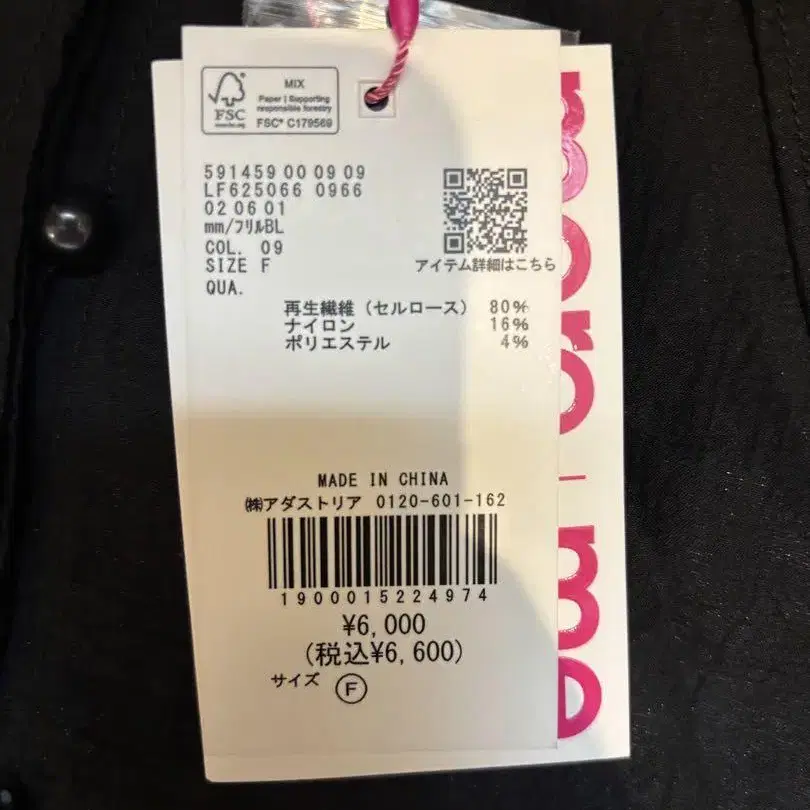 FSC
www.fsc.org
MIX
Paper | Supporting
responsible forestry
FSC® C179569
591459 00 09 09
LF625066 0966
02 06 01
mm/フリルBL
COL. 09
SIZE F
QUA.
アイテム詳細はこちら
再生繊維（セルロース） 80%
ナイロン 16%
ポリエステル 4%
MADE IN CHINA
㈱アダストリア 0120-601-162
1900015224974
¥6,000
(税込¥6,600)
サイズ F
me